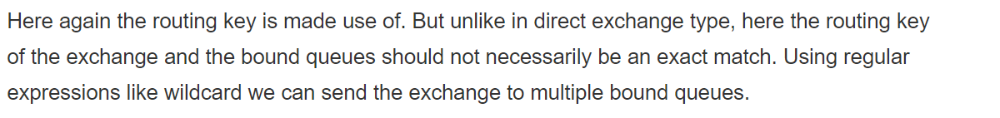 Here again the routing key is made use of. But unlike in direct exchange type, here the routing key
of the exchange and the bound queues should not necessarily be an exact match. Using regular
expressions like wildcard we can send the exchange to multiple bound queues.